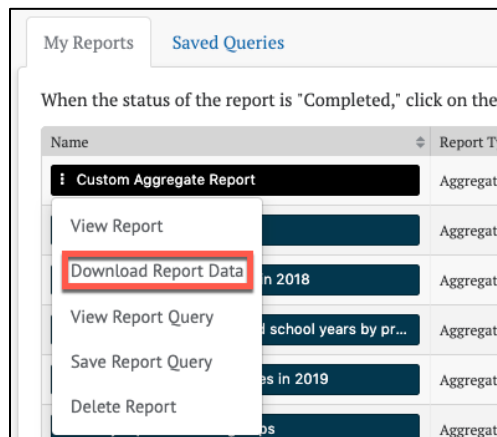 My Reports Saved Queries
When the status of the report is "Completed," click on the
Name Report T
Custom Aggregate Report Aggregat
View Report Aggregat
Download Report Data in 2018 Aggregat
View Report Query d school years by pr... Aggregat
Save Report Query
es in 2019 Aggregat
Delete Report
ps Aggregat